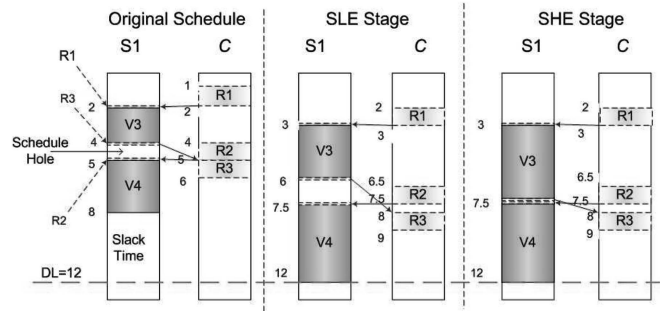 Original Schedule
SLE Stage
SHE Stage
S1
C
S1
C
S1
C
R1
R3
Schedule
Hole
R2
2
4
5
8
V3
V4
Slack
Time
DL=12
1
2
4
5
6
R1
R2
R3
3
6
7.5
12
V3
V4
2
3
6.5
7.5
8
9
R1
R2
R3
3
7.5
12
V3
V4
2
3
6.5
7.5
8
9
R1
R2
R3